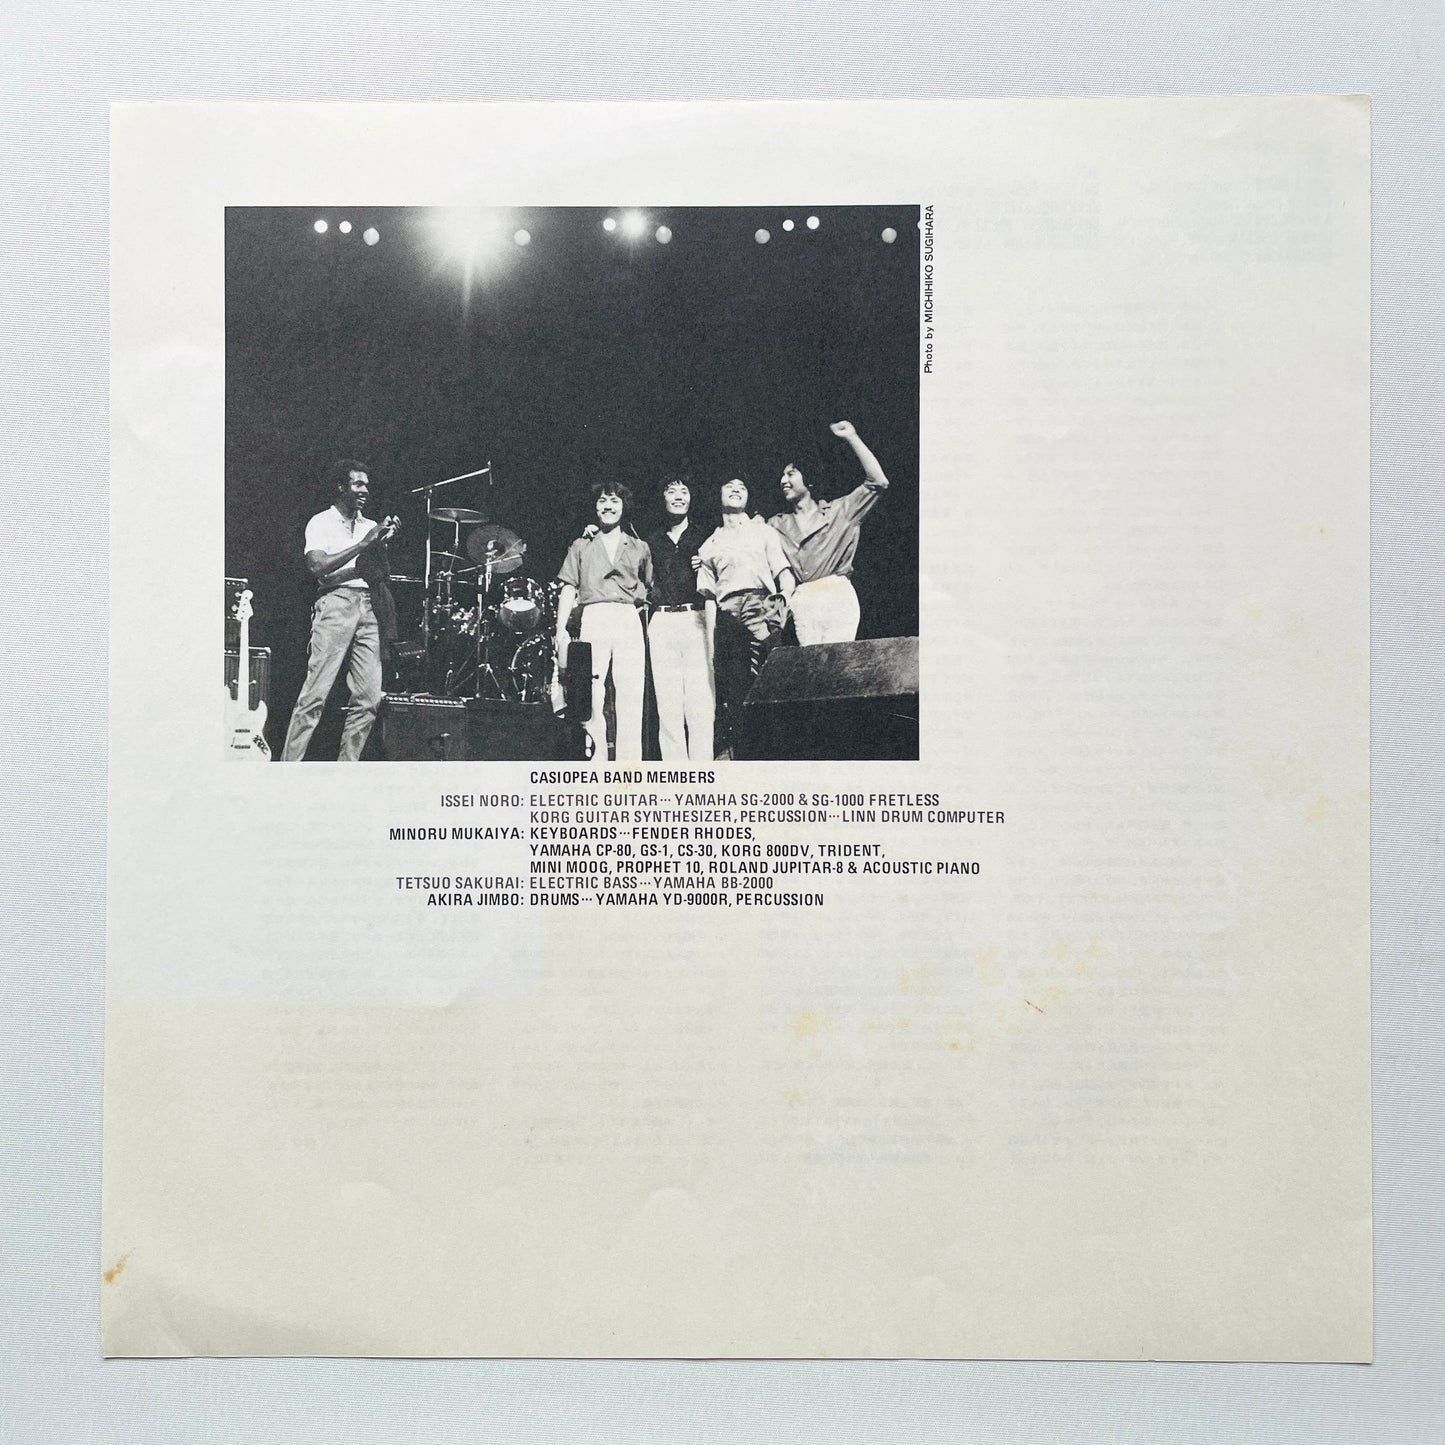 Photo by MICHIHIKO SUGIHARA
CASIOPEA BAND MEMBERS
ISSEI NORO: ELECTRIC GUITAR··· YAMAHA SG-2000 & SG-1000 FRETLESS
KORG GUITAR SYNTHESIZER, PERCUSSION··· LINN DRUM COMPUTER
MINORU MUKAIYA: KEYBOARDS···FENDER RHODES,
YAMAHA CP-80, GS-1, CS-30, KORG 800DV, TRIDENT,
MINI MOOG, PROPHET 10, ROLAND JUPITAR-8 & ACOUSTIC PIANO
TETSUO SAKURAI: ELECTRIC BASS··· YAMAHA BB-2000
AKIRA JIMBO: DRUMS··· YAMAHA YD-9000R, PERCUSSION